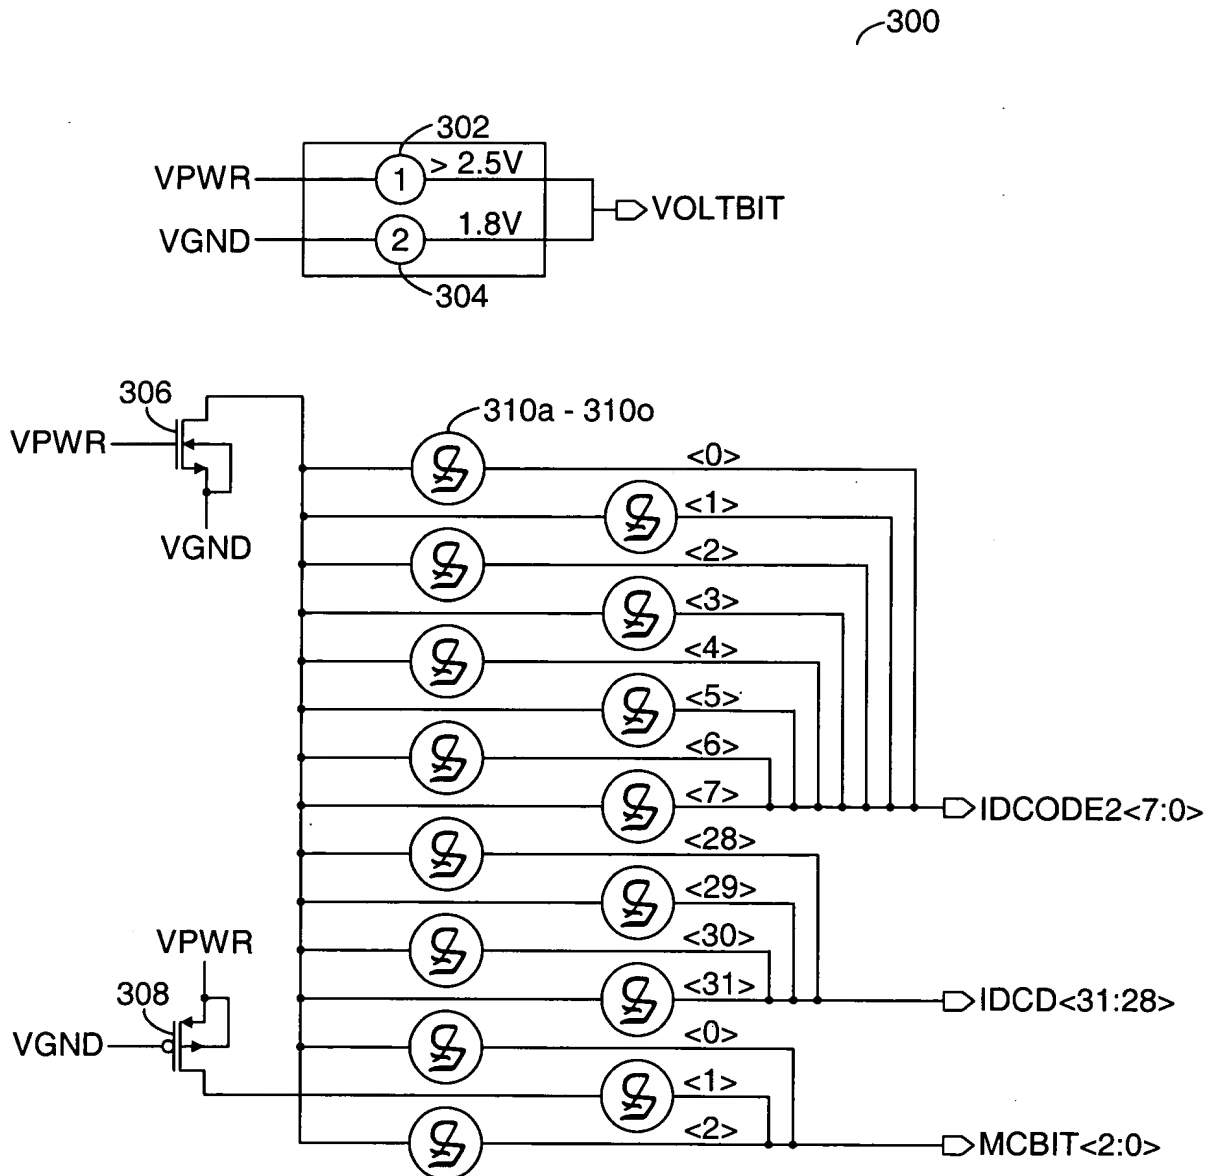 300
302
VPWR 1 > 2.5V
VOLTBIT
VGND 2 1.8V
304
306
310a - 310o
VPWR
VGND
<0>
<1>
<2>
<3>
<4>
<5>
<6>
<7>
IDCODE2<7:0>
<28>
<29>
<30>
<31>
IDCD<31:28>
VPWR
308
VGND
<0>
<1>
<2>
MCBIT<2:0>